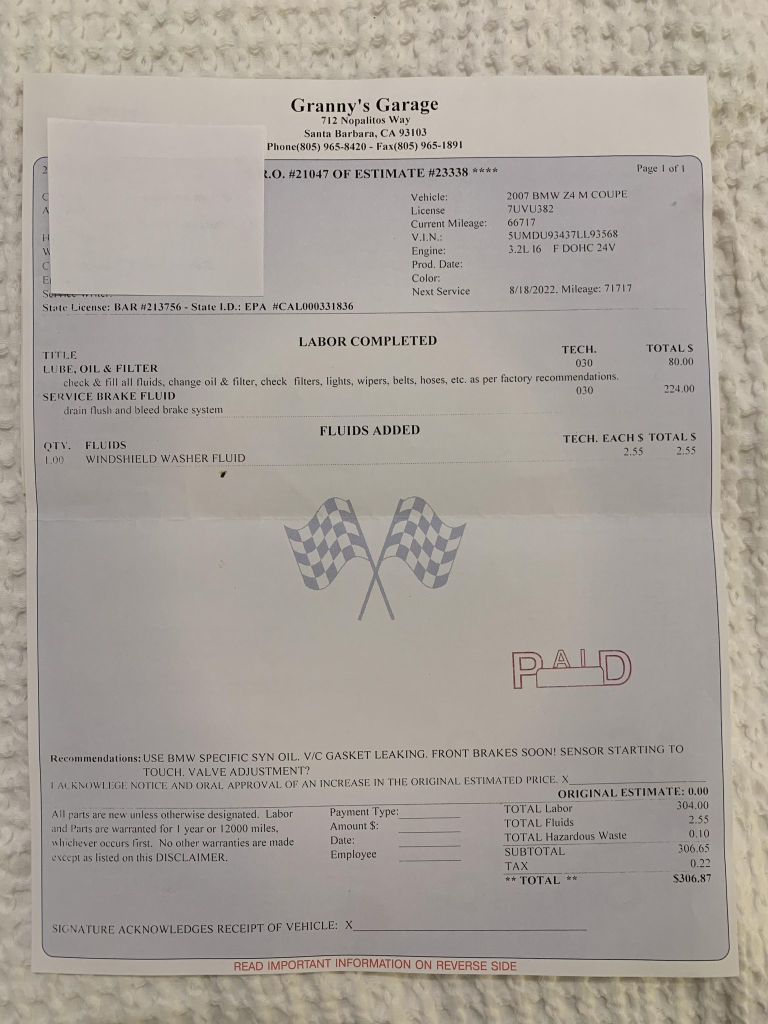 Granny's Garage
712 Nopalitos Way
Santa Barbara, CA 93103
Phone(805) 965-8420 - Fax(805) 965-1891
R.O. #21047 OF ESTIMATE #23338 **** Page 1 of 1
Vehicle: 2007 BMW Z4 M COUPE
License 7UVU382
Current Mileage: 66717
V.I.N.: 5UMDU93437LL93568
Engine: 3.2L I6 F DOHC 24V
Prod. Date:
Color:
Next Service 8/18/2022. Mileage: 71717
State License: BAR #213756 - State I.D.: EPA #CAL000331836
LABOR COMPLETED
TITLE TECH. TOTAL $
LUBE, OIL & FILTER 030 80.00
check & fill all fluids, change oil & filter, check filters, lights, wipers, belts, hoses, etc. as per factory recommendations.
SERVICE BRAKE FLUID 030 224.00
drain flush and bleed brake system
FLUIDS ADDED
QTY. FLUIDS TECH. EACH $ TOTAL $
1.00 WINDSHIELD WASHER FLUID 2.55 2.55
PAID
Recommendations: USE BMW SPECIFIC SYN OIL. V/C GASKET LEAKING. FRONT BRAKES SOON! SENSOR STARTING TO
TOUCH. VALVE ADJUSTMENT?
I ACKNOWLEGE NOTICE AND ORAL APPROVAL OF AN INCREASE IN THE ORIGINAL ESTIMATED PRICE. X
ORIGINAL ESTIMATE: 0.00
All parts are new unless otherwise designated. Labor
and Parts are warranted for 1 year or 12000 miles,
whichever occurs first. No other warranties are made
except as listed on this DISCLAIMER.
Payment Type:
Amount $:
Date:
Employee
TOTAL Labor 304.00
TOTAL Fluids 2.55
TOTAL Hazardous Waste 0.10
SUBTOTAL 306.65
TAX 0.22
** TOTAL ** $306.87
SIGNATURE ACKNOWLEDGES RECEIPT OF VEHICLE: X
READ IMPORTANT INFORMATION ON REVERSE SIDE